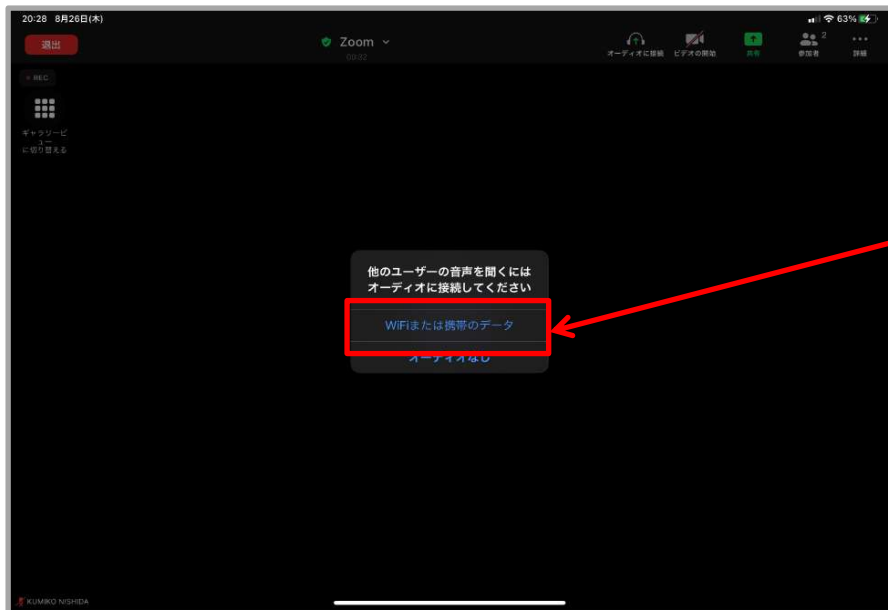 20:28 8月26日(木)
63%
退出
Zoom
00:32
オーディオに接続
ビデオの開始
共有
参加者
2
詳細
REC
ギャラリービ
ュー
に切り替える
他のユーザーの音声を聞くには
オーディオに接続してください
WiFiまたは携帯のデータ
オーディオなし
KUMIKO NISHIDA